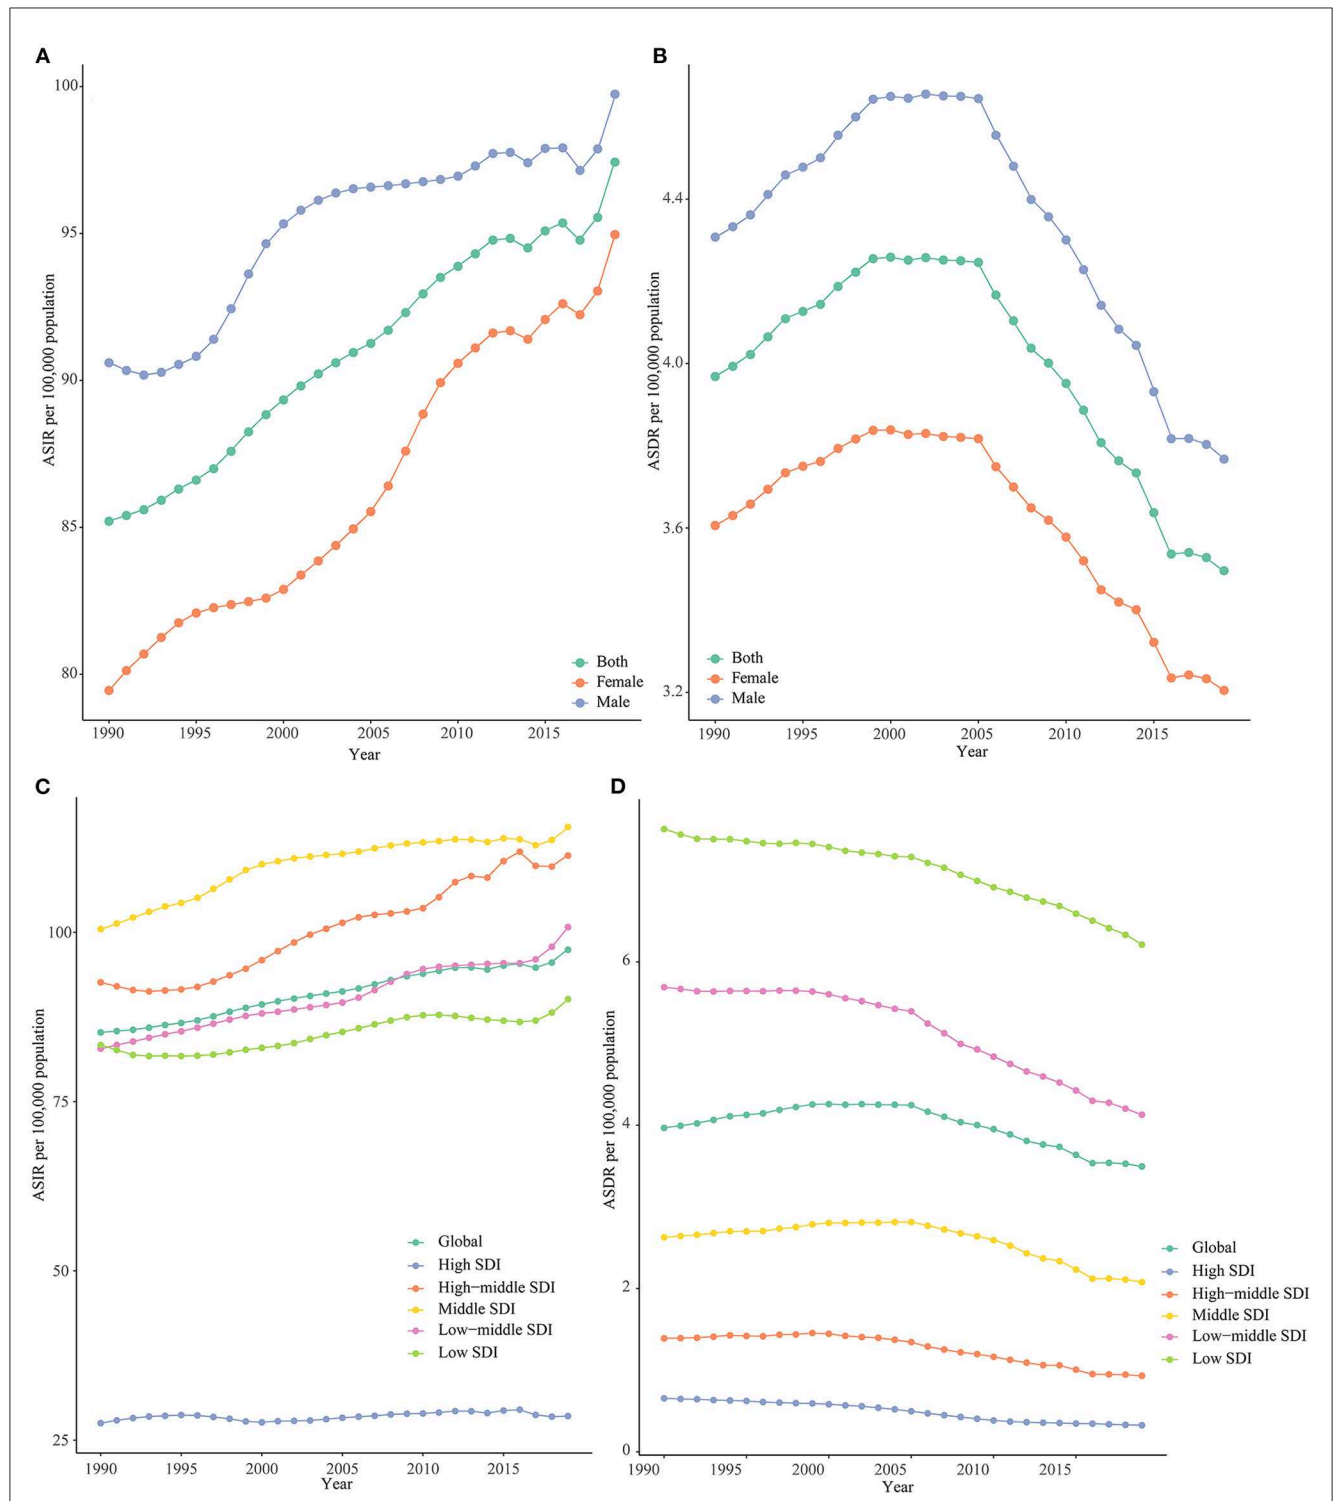 A
ASIR per 100,000 population
100
95
90
85
80
Both
Female
Male
1990 1995 2000 2005 2010 2015
Year
B
ASDR per 100,000 population
4.4
4.0
3.6
3.2
Both
Female
Male
1990 1995 2000 2005 2010 2015
Year
C
ASIR per 100,000 population
100
75
50
25
Global
High SDI
High−middle SDI
Middle SDI
Low−middle SDI
Low SDI
1990 1995 2000 2005 2010 2015
Year
D
ASDR per 100,000 population
6
4
2
0
Global
High SDI
High−middle SDI
Middle SDI
Low−middle SDI
Low SDI
1990 1995 2000 2005 2010 2015
Year